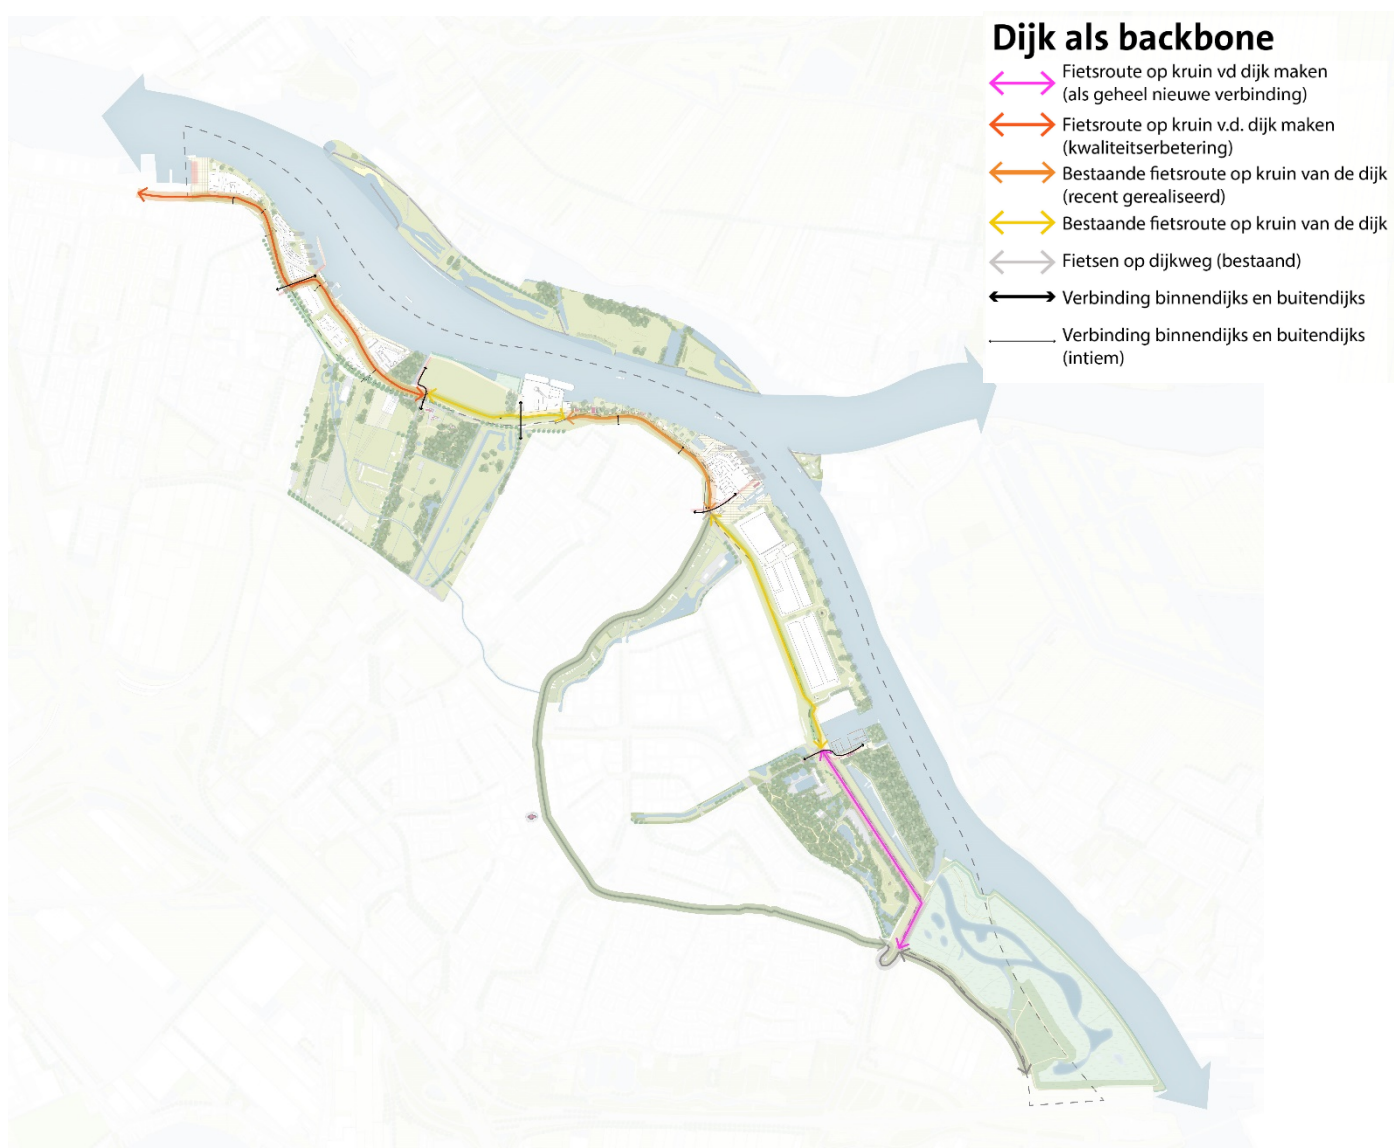 Dijk als backbone
Fietsroute op kruin vd dijk maken
(als geheel nieuwe verbinding)
Fietsroute op kruin v.d. dijk maken
(kwaliteitserbetering)
Bestaande fietsroute op kruin van de dijk
(recent gerealiseerd)
Bestaande fietsroute op kruin van de dijk
Fietsen op dijkweg (bestaand)
Verbinding binnendijks en buitendijks
Verbinding binnendijks en buitendijks
(intiem)